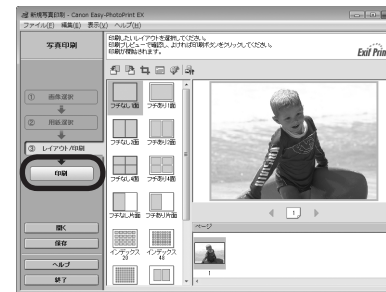 新規写真印刷 - Canon Easy-PhotoPrint EX
ファイル(F) 編集(E) 表示(V) ヘルプ(H)
写真印刷
印刷したいレイアウトを選択してください。
印刷プレビューで確認し、よければ印刷ボタンをクリックしてください。
印刷が開始されます。
Exif Prin
① 画像選択
② 用紙選択
③ レイアウト/印刷
印刷
開く
保存
ヘルプ
終了
フチなし1面 フチあり1面
フチなし2面 フチあり2面
フチなし4面 フチあり4面
フチなし片面 フチあり片面
インデックス 20
インデックス 48
1
ページ
1